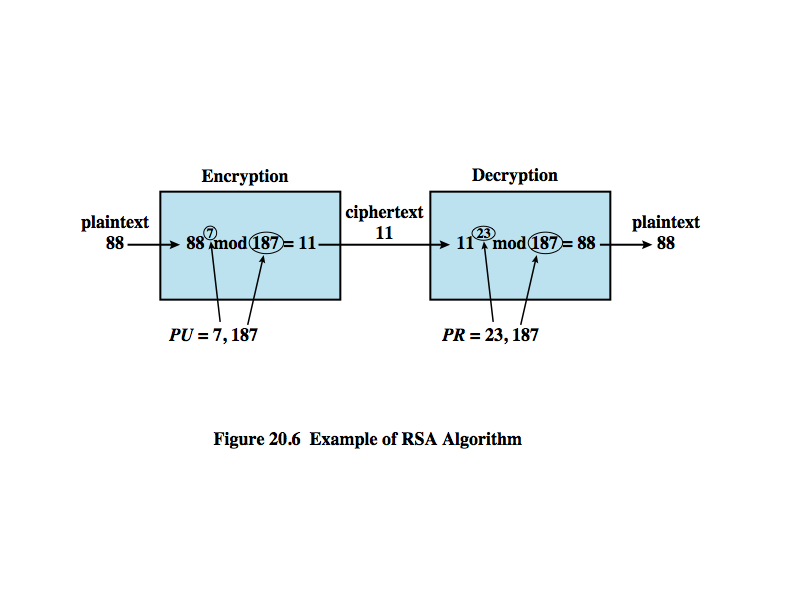 Encryption
Decryption
plaintext
88
88^7 mod 187 = 11
ciphertext
11
11^23 mod 187 = 88
plaintext
88
PU = 7, 187
PR = 23, 187
Figure 20.6 Example of RSA Algorithm